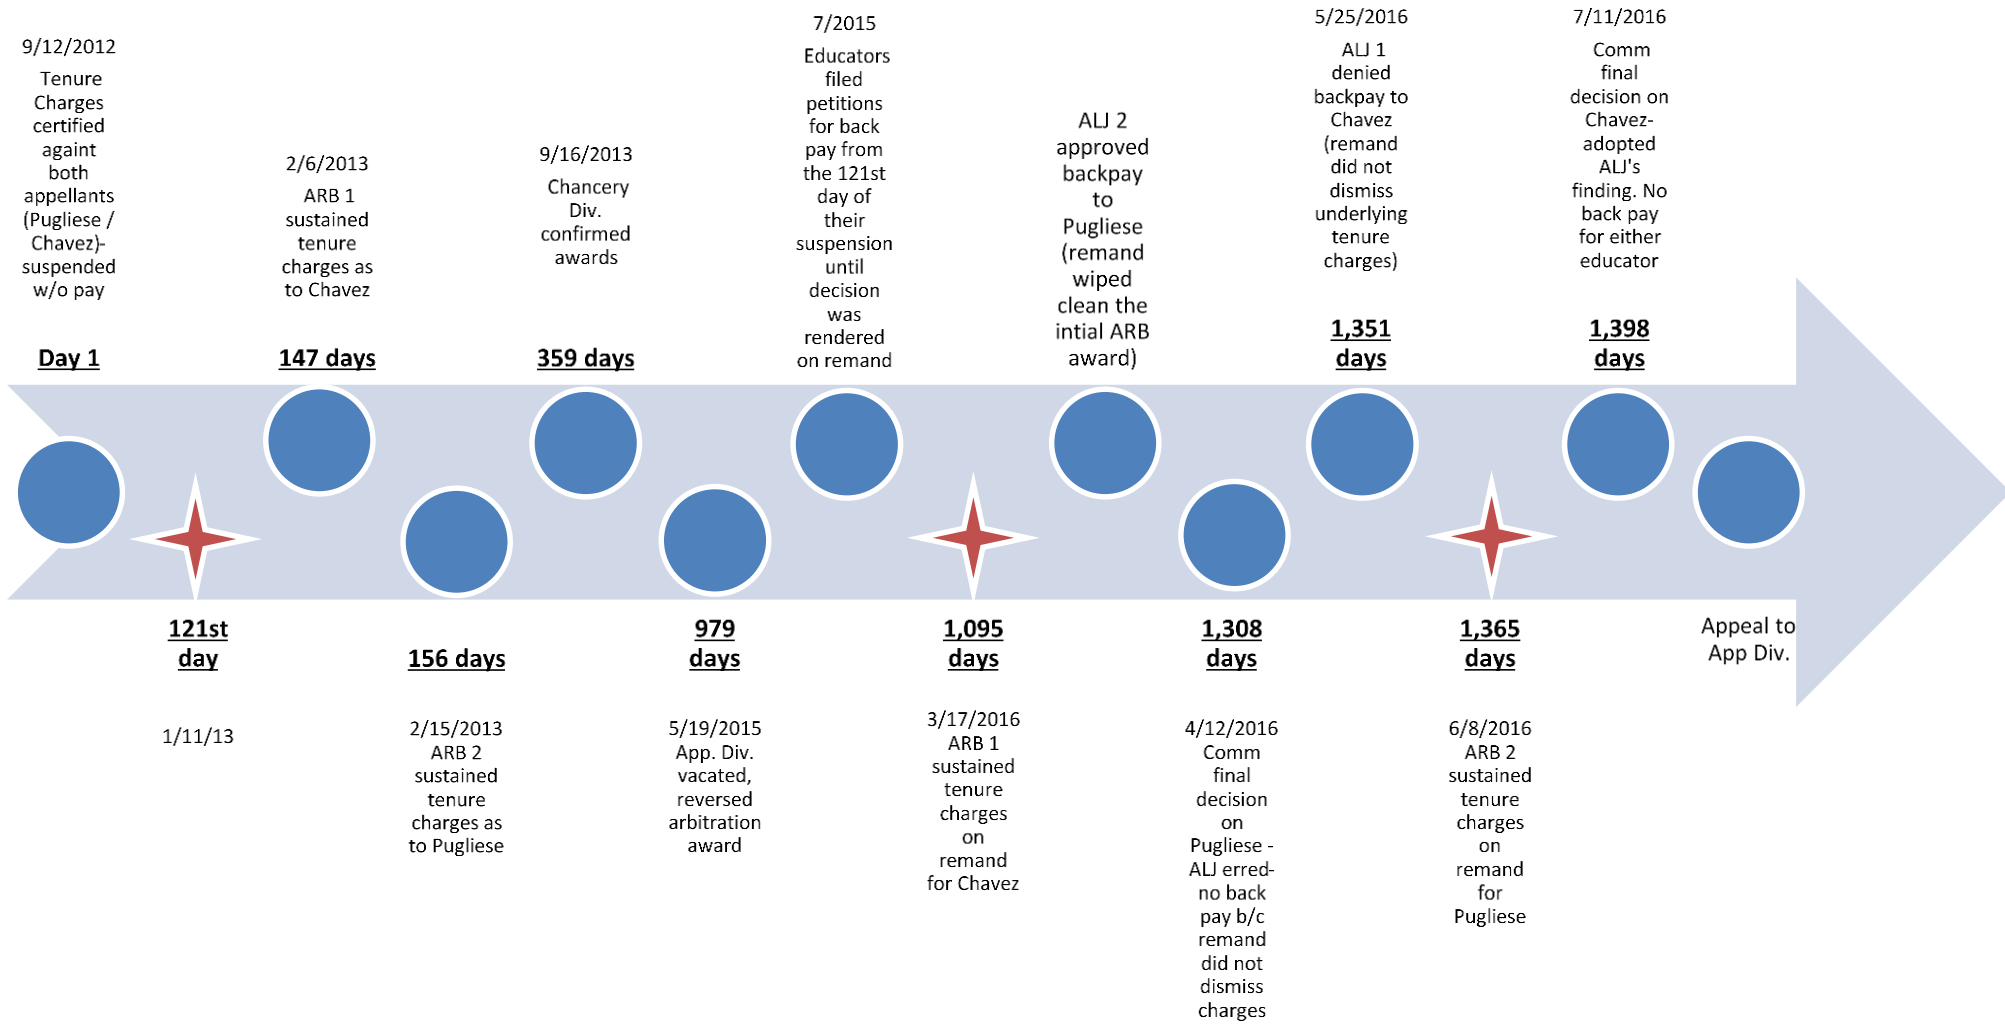 9/12/2012
Tenure
Charges
certified
againt
both
appellants
(Pugliese /
Chavez)-
suspended
w/o pay
Day 1
121st
day
1/11/13
2/6/2013
ARB 1
sustained
tenure
charges as
to Chavez
147 days
156 days
2/15/2013
ARB 2
sustained
tenure
charges as
to Pugliese
9/16/2013
Chancery
Div.
confirmed
awards
359 days
979
days
5/19/2015
App. Div.
vacated,
reversed
arbitration
award
7/2015
Educators
filed
petitions
for back
pay from
the 121st
day of
their
suspension
until
decision
was
rendered
on remand
1,095
days
3/17/2016
ARB 1
sustained
tenure
charges
on
remand
for Chavez
ALJ 2
approved
backpay
to
Pugliese
(remand
wiped
clean the
intial ARB
award)
1,308
days
4/12/2016
Comm
final
decision
on
Pugliese -
ALJ erred-
no back
pay b/c
remand
did not
dismiss
charges
5/25/2016
ALJ 1
denied
backpay to
Chavez
(remand
did not
dismiss
underlying
tenure
charges)
1,351
days
1,365
days
6/8/2016
ARB 2
sustained
tenure
charges
on
remand
for
Pugliese
7/11/2016
Comm
final
decision on
Chavez-
adopted
ALJ's
finding. No
back pay
for either
educator
1,398
days
Appeal to
App Div.